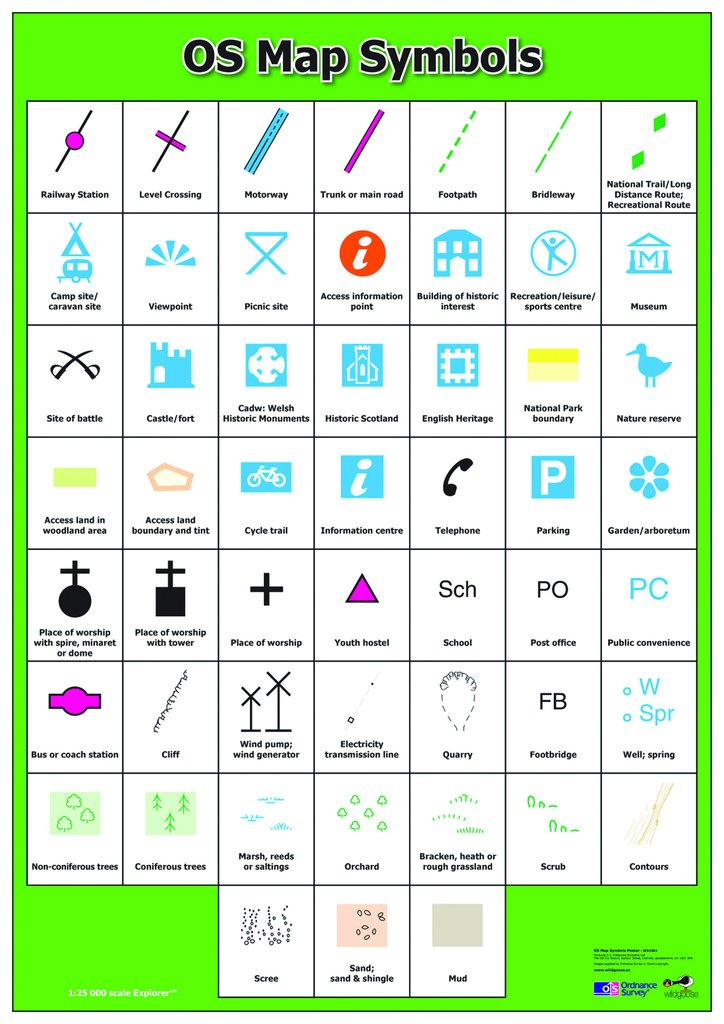 OS Map Symbols
Railway Station
Level Crossing
Motorway
Trunk or main road
Footpath
Bridleway
National Trail/Long
Distance Route;
Recreational Route
Camp site/
caravan site
Viewpoint
Picnic site
i
Access information
point
Building of historic
interest
Recreation/leisure/
sports centre
M
Museum
Site of battle
Castle/fort
Cadw: Welsh
Historic Monuments
Historic Scotland
English Heritage
National Park
boundary
Nature reserve
Access land in
woodland area
Access land
boundary and tint
Cycle trail
i
Information centre
Telephone
P
Parking
Garden/arboretum
Place of worship
with spire, minaret
or dome
Place of worship
with tower
Place of worship
Youth hostel
Sch
School
PO
Post office
PC
Public convenience
Bus or coach station
Cliff
Wind pump;
wind generator
Electricity
transmission line
Quarry
FB
Footbridge
W
Spr
Well; spring
Non-coniferous trees
Coniferous trees
Marsh, reeds
or saltings
Orchard
Bracken, heath or
rough grassland
Scrub
Contours
Scree
Sand;
sand & shingle
Mud
1:25 000 scale Explorer™
www.wildgoose.ac
OS Ordnance
Survey
wildgoose